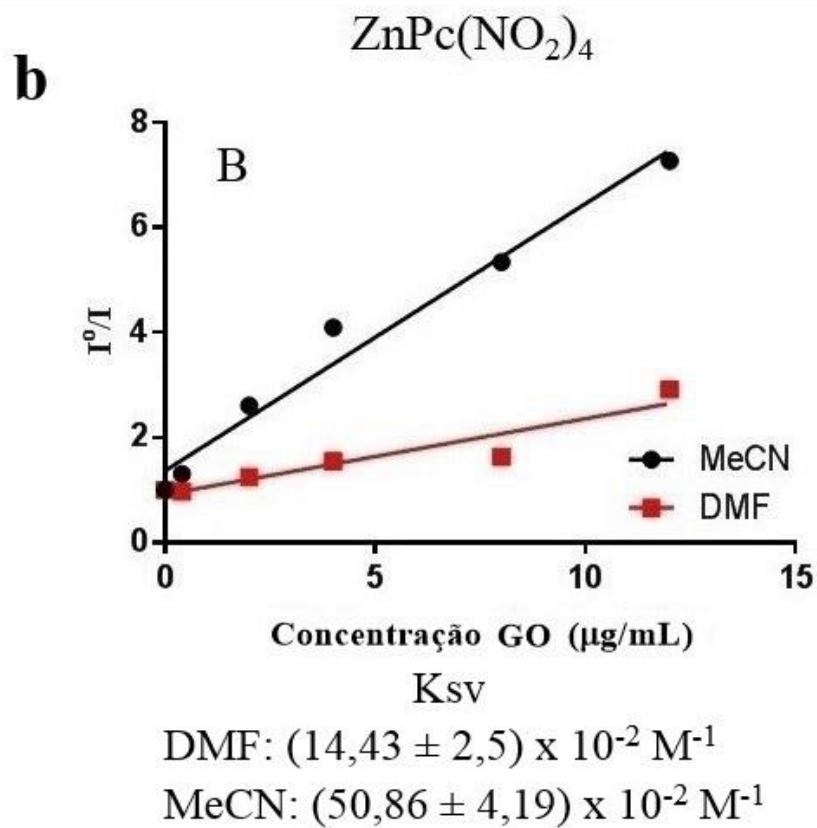 ZnPc(NO₂)₄
b
B
8
6
4
2
0
I⁰/I
MeCN
DMF
0 5 10 15
Concentração GO (µg/mL)
Ksv
DMF: (14,43 ± 2,5) x 10⁻² M⁻¹
MeCN: (50,86 ± 4,19) x 10⁻² M⁻¹